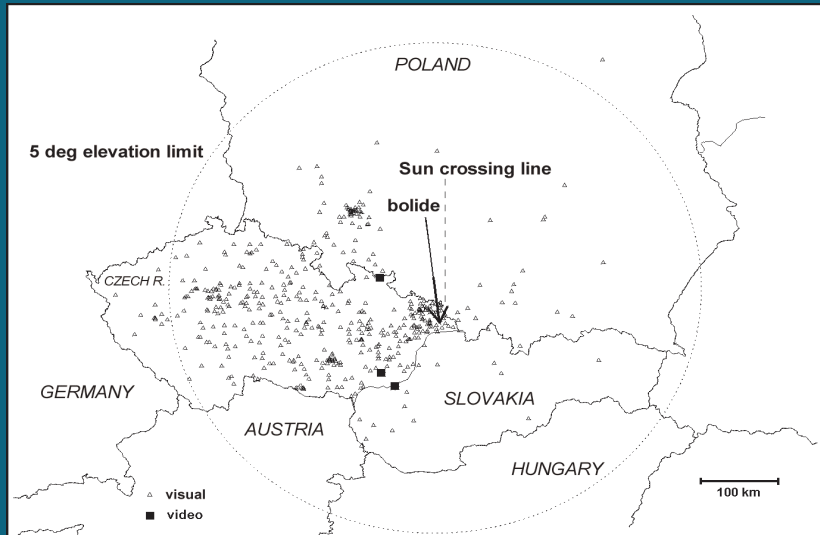 POLAND
5 deg elevation limit
Sun crossing line
bolide
CZECH R.
GERMANY
SLOVAKIA
AUSTRIA
HUNGARY
visual
video
100 km